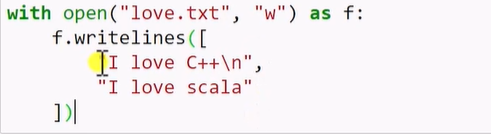 with open("love.txt", "w") as f:
    f.writelines([
        "I love C++\n",
        "I love scala"
    ])